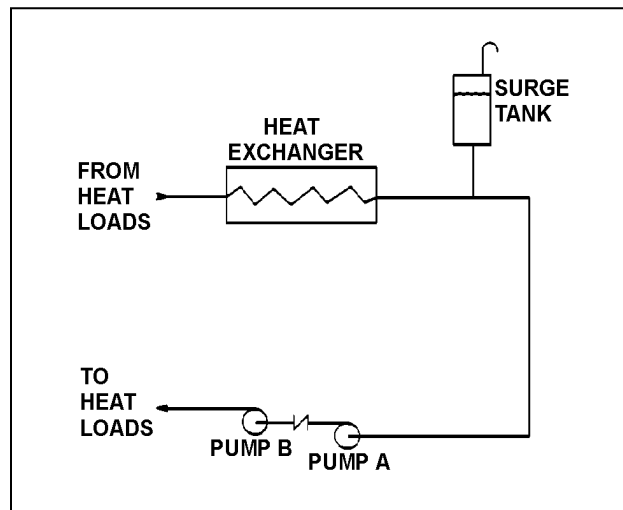 SURGE
TANK
HEAT
EXCHANGER
FROM
HEAT
LOADS
TO
HEAT
LOADS
PUMP B
PUMP A